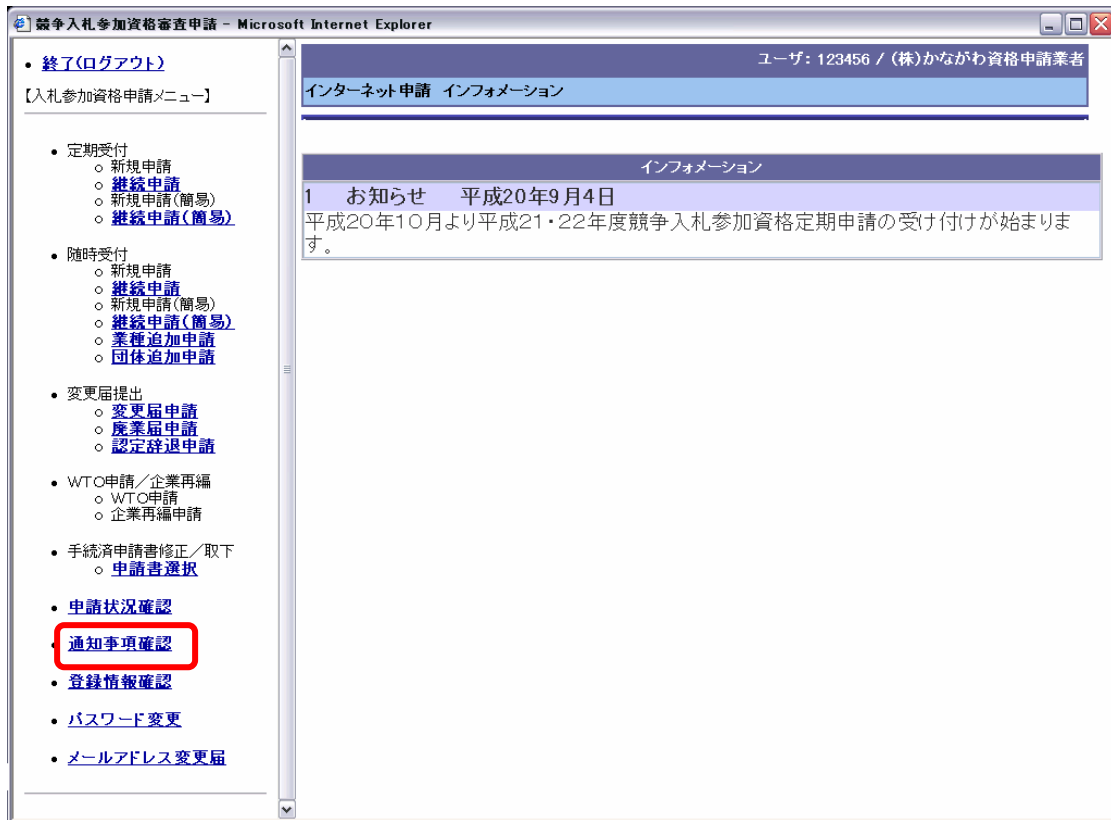 競争入札参加資格審査申請 - Microsoft Internet Explorer
終了(ログアウト)
【入札参加資格申請メニュー】
定期受付
新規申請
継続申請
新規申請(簡易)
継続申請(簡易)
随時受付
新規申請
継続申請
新規申請(簡易)
継続申請(簡易)
業種追加申請
団体追加申請
変更届提出
変更届申請
廃業届申請
認定辞退申請
WTO申請／企業再編
WTO申請
企業再編申請
手続済申請書修正／取下
申請書選択
申請状況確認
通知事項確認
登録情報確認
パスワード変更
メールアドレス変更届
ユーザ: 123456 / (株)かながわ資格申請業者
インターネット申請 インフォメーション
インフォメーション
1 お知らせ 平成20年9月4日
平成20年10月より平成21・22年度競争入札参加資格定期申請の受け付けが始まりま
す。